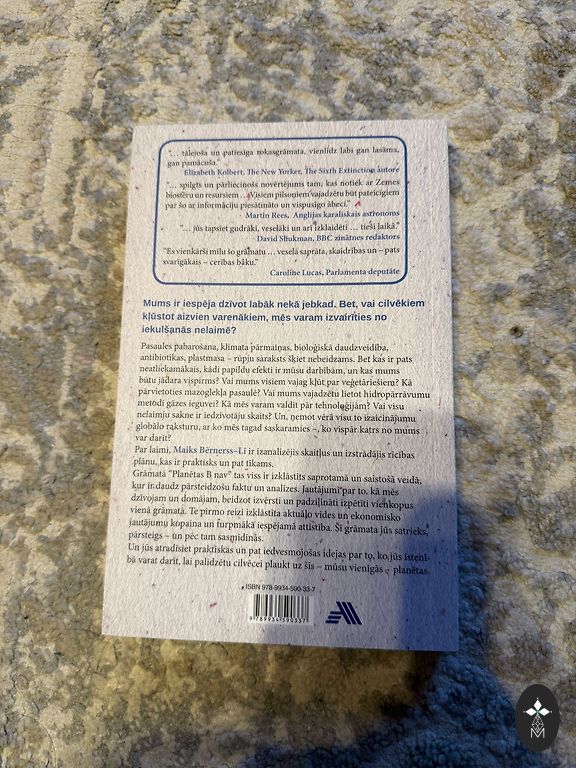 "... tālejoša un patiesīga rokasgrāmata, vienlīdz labi gan lasāma,
gan pamācoša."
Elizabeth Kolbert, The New Yorker, The Sixth Extinction autore
"... spilgts un pārliecinošs novērtējums tam, kas notiek ar Zemes
biosfēru un resursiem ... Visiem pilsoņiem vajadzētu būt pateicīgiem
par šo ar informāciju piesātināto un vispusīgo ābeci."
Martin Rees, Anglijas karaliskais astronoms
"... jūs tapsiet gudrāki, veselāki un arī izklaidēti ... tieši laikā."
David Shukman, BBC zinātnes redaktors
"Es vienkārši mīlu šo grāmatu ... veselā saprāta, skaidrības un – pats
svarīgākais – cerības bāku."
Caroline Lucas, Parlamenta deputāte
Mums ir iespēja dzīvot labāk nekā jebkad. Bet, vai cilvēkiem
kļūstot aizvien varenākiem, mēs varam izvairīties no
iekulšanās nelaimē?
Pasaules pabarošana, klimata pārmaiņas, bioloģiskā daudzveidība,
antibiotikas, plastmasa – rūpju saraksts šķiet nebeidzams. Bet kas ir pats
neatliekamākais, kādi papildu efekti ir mūsu darbībām, un kas mums
būtu jādara vispirms? Vai mums visiem vajag kļūt par veģetāriešiem? Kā
pārvietoties mazoglekļa pasaulē? Vai mums vajadzētu lietot hidropārrāvumu
metodi gāzes ieguvei? Kā mēs varam valdīt pār tehnoloģijām? Vai visu
nelaimju sakne ir iedzīvotāju skaits? Un, ņemot vērā visu to izaicinājumu
globālo raksturu, ar ko mēs tagad saskaramies –, ko vispār katrs no mums
var darīt?
Par laimi, Maiks Bērnerss–Lī ir izanalizējis skaitļus un izstrādājis rīcības
plānu, kas ir praktisks un pat tīkams.
Grāmatā "Planētas B nav" tas viss ir izklāstīts saprotamā un saistošā veidā,
kur ir daudz pārsteidzošu faktu un analīzes. Jautājumi par to, kā mēs
dzīvojam un domājam, beidzot izvērsti un padziļināti izpētīti vienkopus
vienā grāmatā. Te pirmo reizi izklāstīta aktuālo vides un ekonomisko
jautājumu kopaina un turpmākā iespējamā attīstība. Šī grāmata jūs satrieks,
pārsteigs – un pēc tam sasmīdinās.
Un jūs atradīsiet praktiskas un pat iedvesmojošas idejas par to, ko jūs īstenī-
bā varat darīt, lai palīdzētu cilvēcei plaukt uz šīs – mūsu vienīgās – planētas.
ISBN 978-9934-590-33-7
9 789934 590337
M